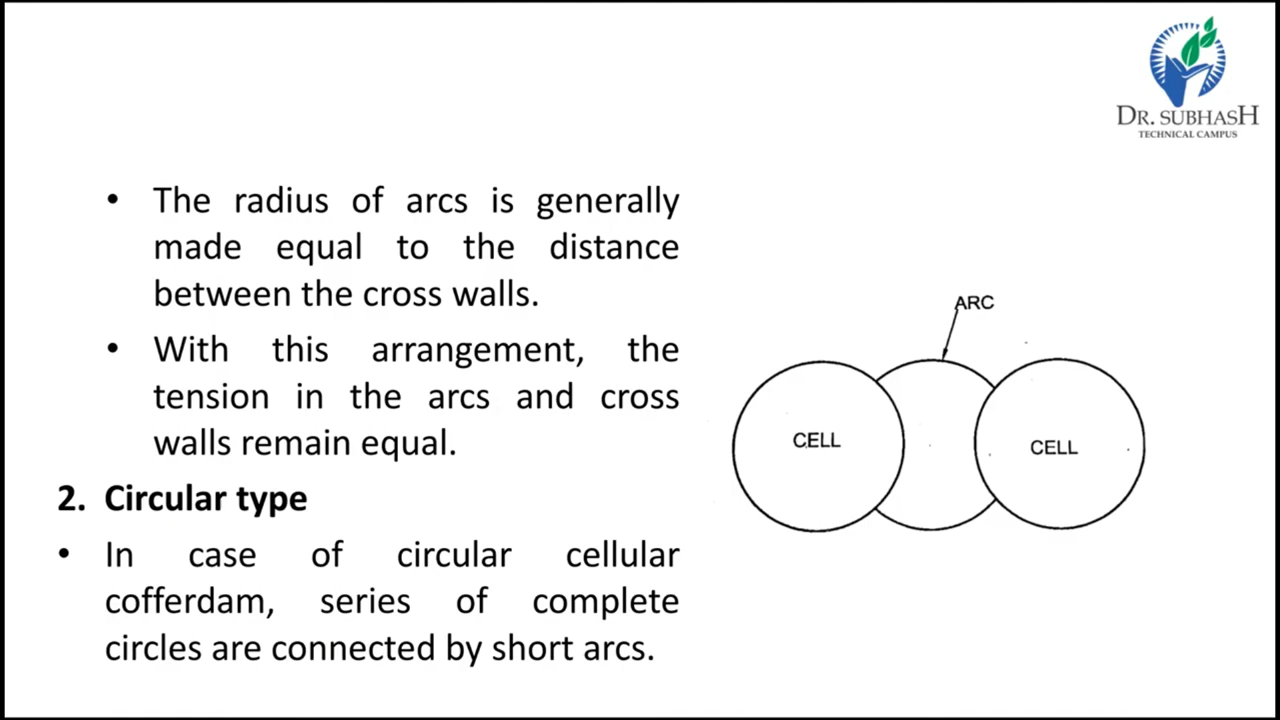 DR. SUBHASH
TECHNICAL CAMPUS
• The radius of arcs is generally
made equal to the distance
between the cross walls.
• With this arrangement, the
tension in the arcs and cross
walls remain equal.
2. Circular type
• In case of circular cellular
cofferdam, series of complete
circles are connected by short arcs.
ARC
CELL
CELL